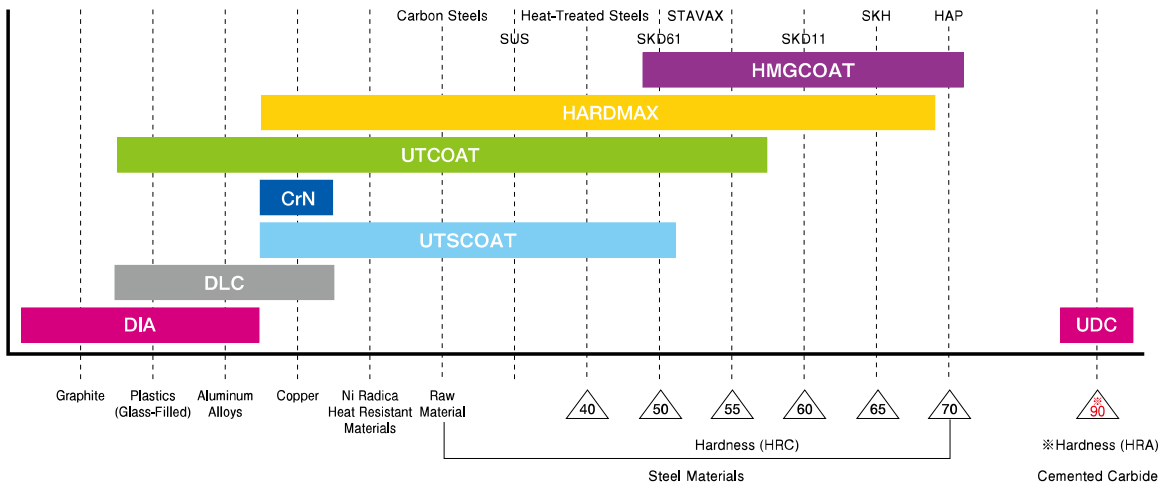 Carbon Steels Heat-Treated Steels STAVAX SKH HAP
SUS SKD61 SKD11
HMGCOAT
HARDMAX
UTCOAT
CrN
UTSCOAT
DLC
DIA UDC
Graphite Plastics Aluminum Copper Ni Radica Raw
(Glass-Filled) Alloys Heat Resistant Material
Materials
40 50 55 60 65 70 ※90
Hardness (HRC) ※Hardness (HRA)
Steel Materials Cemented Carbide